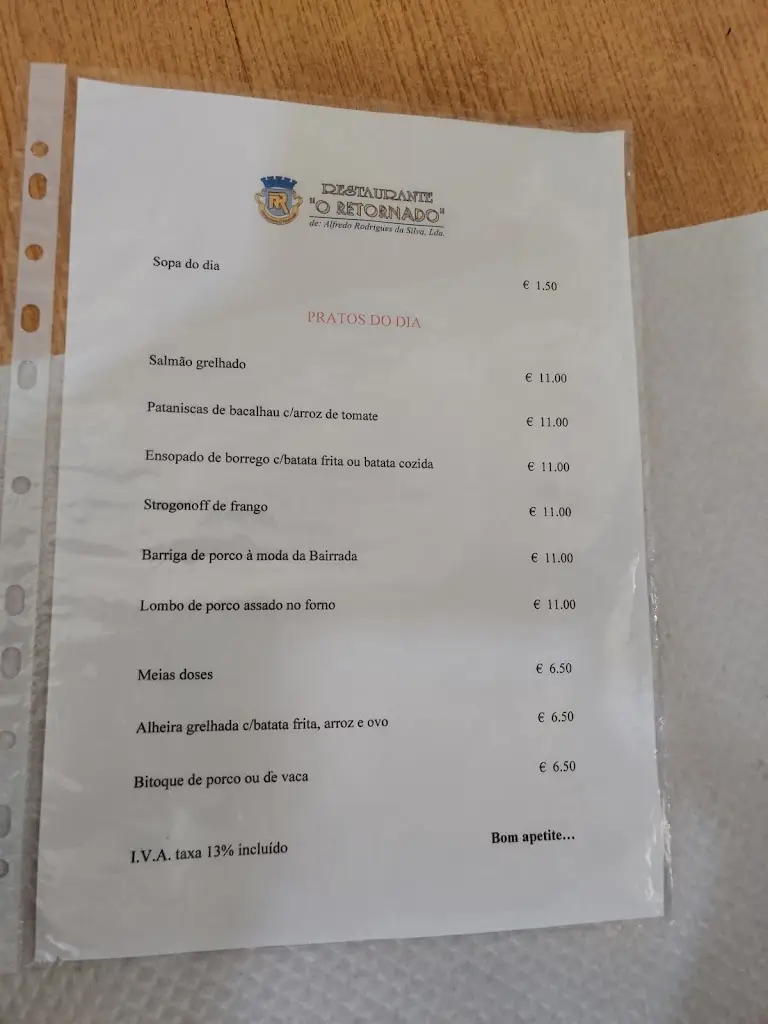 RESTAURANTE
"O RETORNADO"
de: Alfredo Rodrigues da Silva, Lda.
Sopa do dia € 1.50
PRATOS DO DIA
Salmão grelhado € 11.00
Pataniscas de bacalhau c/arroz de tomate € 11.00
Ensopado de borrego c/batata frita ou batata cozida € 11.00
Strogonoff de frango € 11.00
Barriga de porco à moda da Bairrada € 11.00
Lombo de porco assado no forno € 11.00
Meias doses € 6.50
Alheira grelhada c/batata frita, arroz e ovo € 6.50
Bitoque de porco ou de vaca € 6.50
I.V.A. taxa 13% incluído Bom apetite...